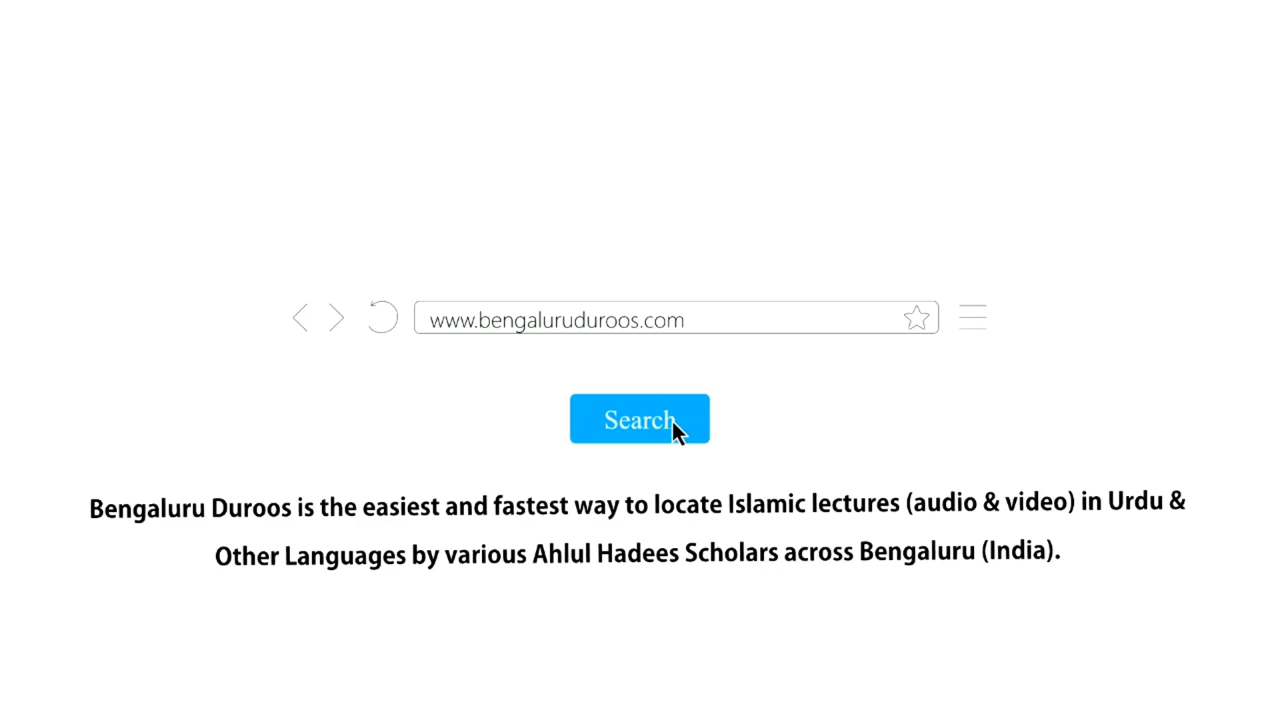 www.bengaluruduroos.com
Search
Bengaluru Duroos is the easiest and fastest way to locate Islamic lectures (audio & video) in Urdu &
Other Languages by various Ahlul Hadees Scholars across Bengaluru (India).